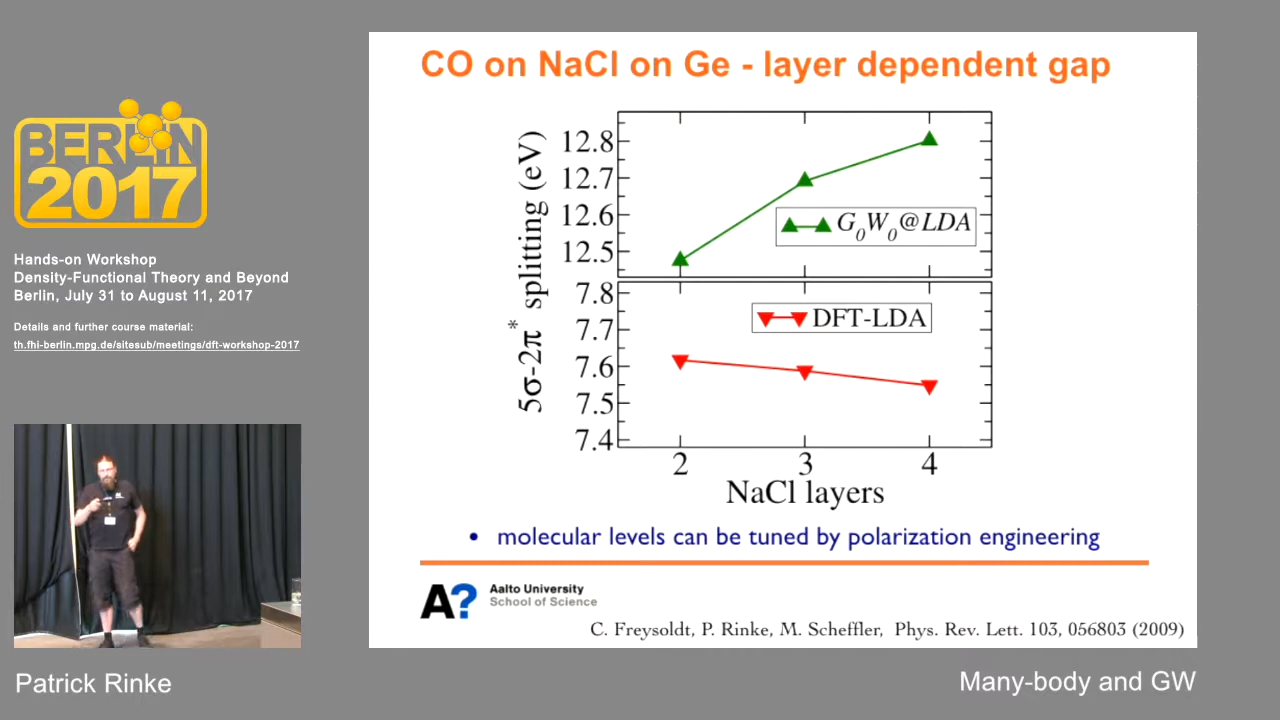 BERLIN
2017
Hands-on Workshop
Density-Functional Theory and Beyond
Berlin, July 31 to August 11, 2017
Details and further course material:
th.fhi-berlin.mpg.de/sitesub/meetings/dft-workshop-2017
CO on NaCl on Ge - layer dependent gap
5σ-2π* splitting (eV)
12.8
12.7
12.6
12.5
G₀W₀@LDA
7.8
7.7
7.6
7.5
7.4
DFT-LDA
2 3 4
NaCl layers
• molecular levels can be tuned by polarization engineering
A?
Aalto University
School of Science
C. Freysoldt, P. Rinke, M. Scheffler, Phys. Rev. Lett. 103, 056803 (2009)
Patrick Rinke
Many-body and GW